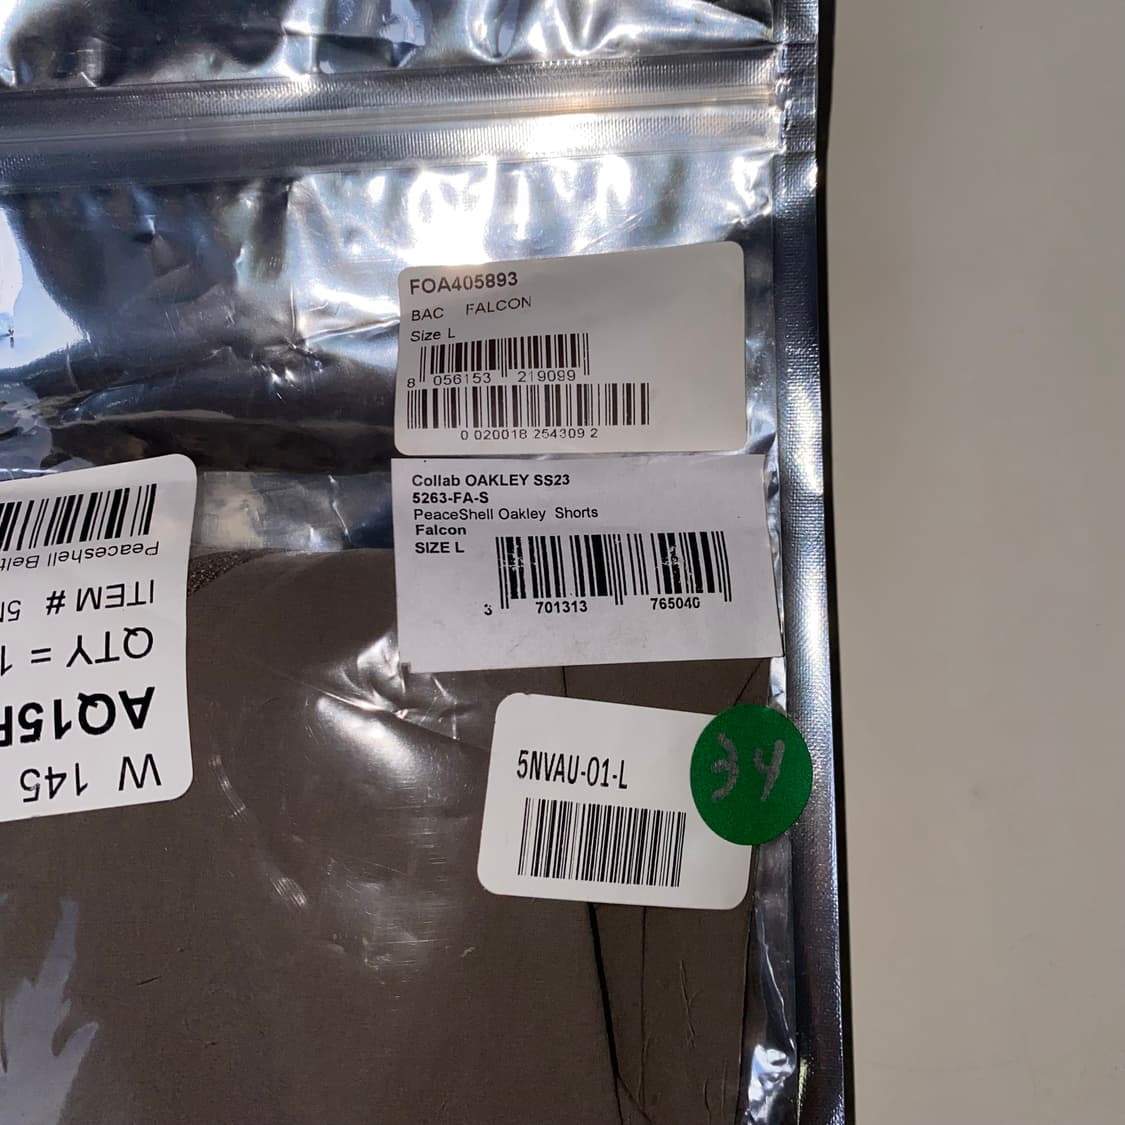 FOA405893
BAC FALCON
Size L
8 056153 219099
0 020018 254309 2
Collab OAKLEY SS23
5263-FA-S
PeaceShell Oakley Shorts
Falcon
SIZE L
3 701313 765040
5NVAU-01-L
34
W 145
AQ15
QTY = 1
ITEM # 5
Peaceshell Belt